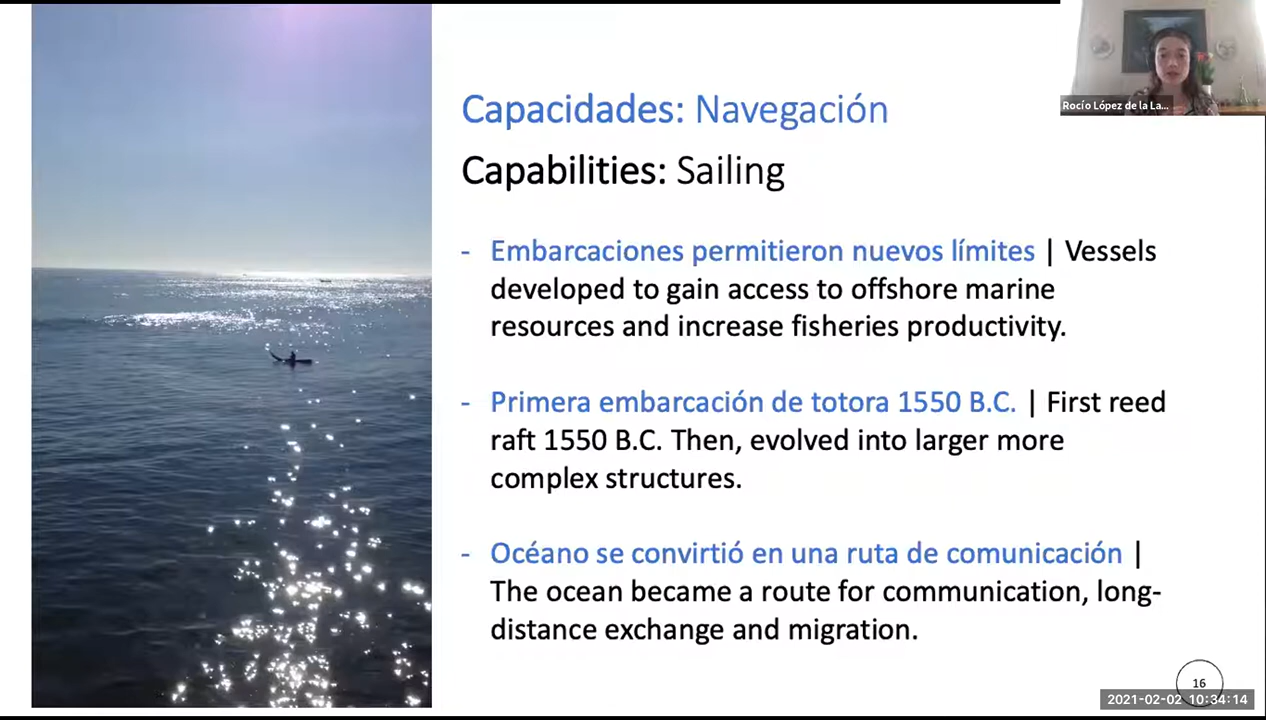 Rocío López de la La...
Capacidades: Navegación
Capabilities: Sailing
- Embarcaciones permitieron nuevos límites | Vessels
developed to gain access to offshore marine
resources and increase fisheries productivity.
- Primera embarcación de totora 1550 B.C. | First reed
raft 1550 B.C. Then, evolved into larger more
complex structures.
- Océano se convirtió en una ruta de comunicación |
The ocean became a route for communication, long-
distance exchange and migration.
16
2021-02-02 10:34:14